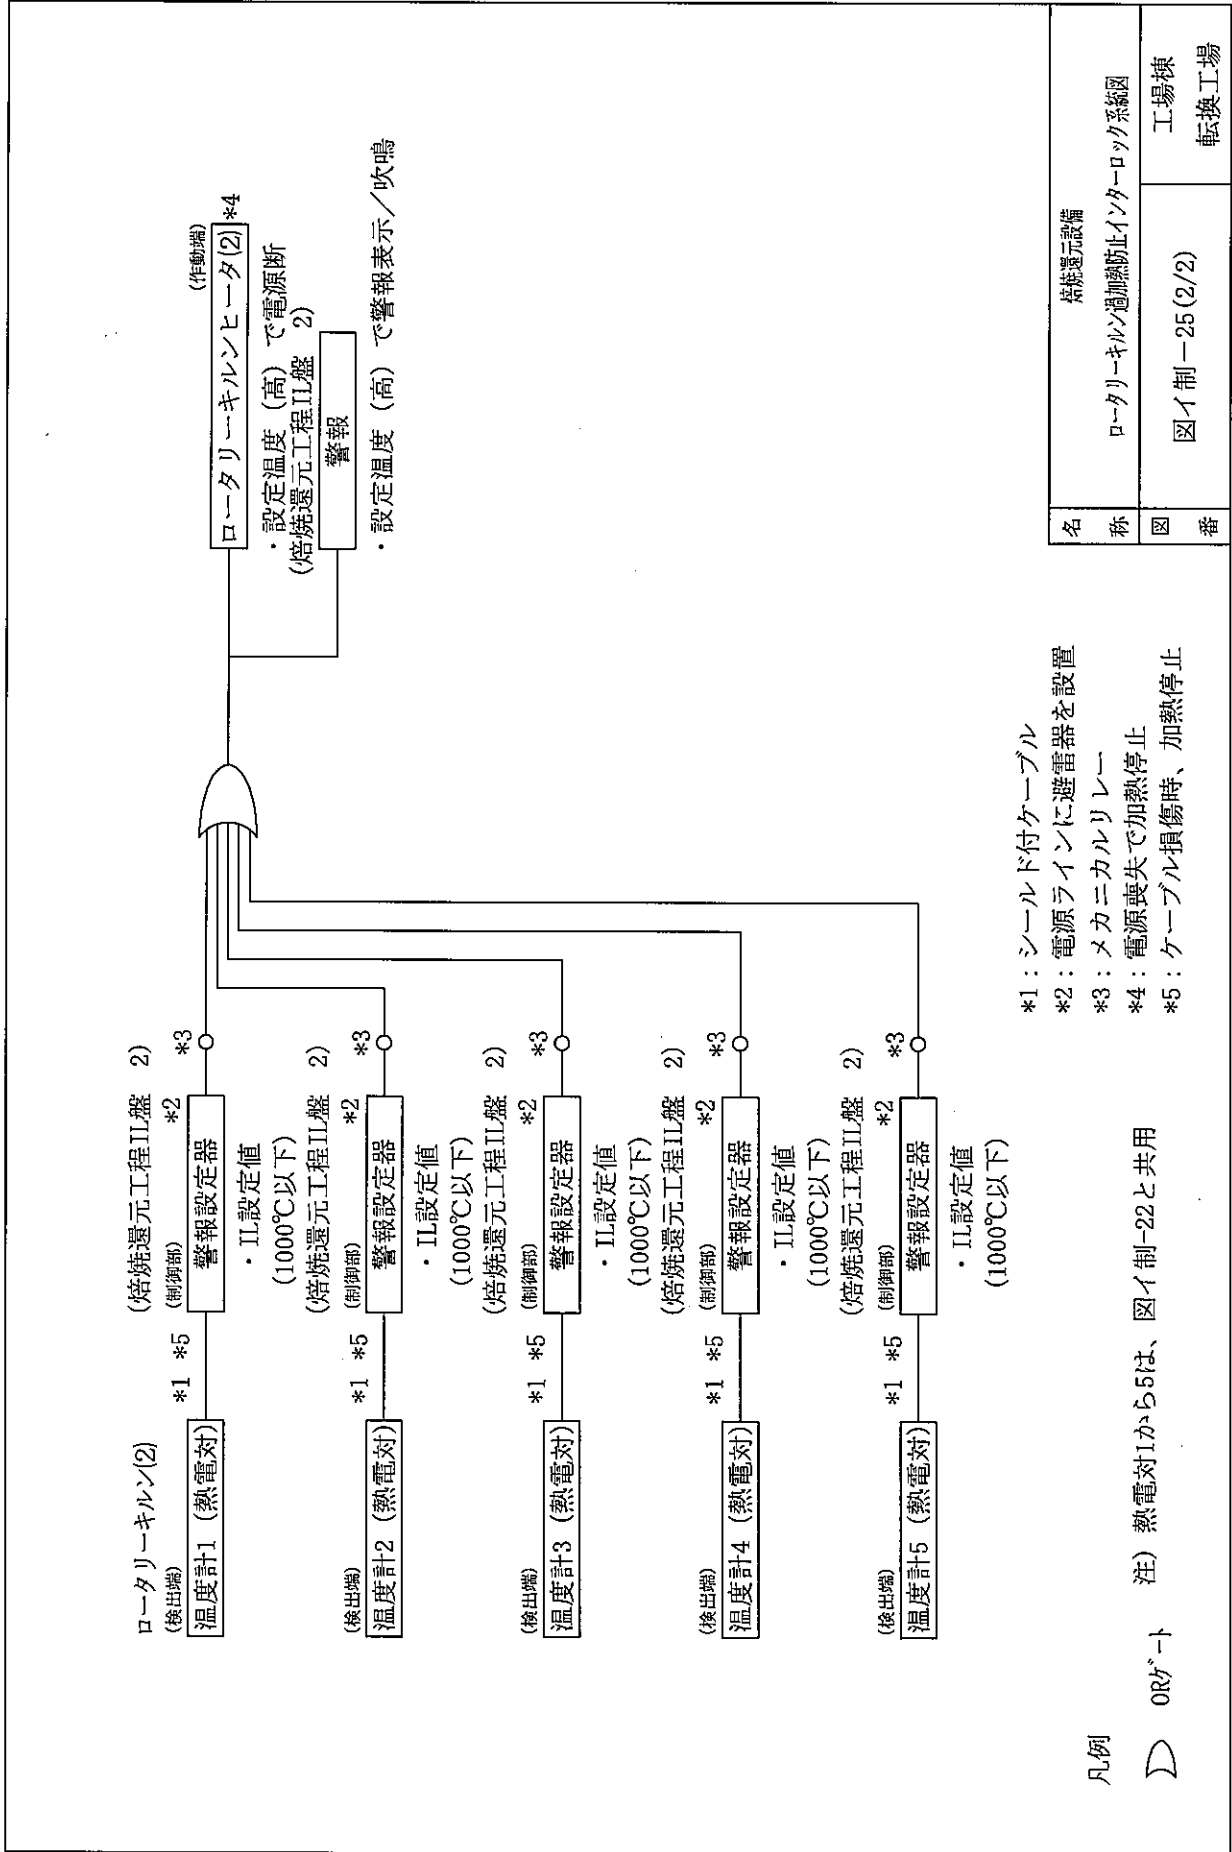 ロータリーキルン(2)
(検出端)
温度計1 (熱電対)
*1 *5
(焙焼還元工程IL盤 2)
(制御部) *2
警報設定器
*3
・IL設定値
(1000℃以下)
(検出端)
温度計2 (熱電対)
*1 *5
(焙焼還元工程IL盤 2)
(制御部) *2
警報設定器
*3
・IL設定値
(1000℃以下)
(検出端)
温度計3 (熱電対)
*1 *5
(焙焼還元工程IL盤 2)
(制御部) *2
警報設定器
*3
・IL設定値
(1000℃以下)
(検出端)
温度計4 (熱電対)
*1 *5
(焙焼還元工程IL盤 2)
(制御部) *2
警報設定器
*3
・IL設定値
(1000℃以下)
(検出端)
温度計5 (熱電対)
*1 *5
(焙焼還元工程IL盤 2)
(制御部) *2
警報設定器
*3
・IL設定値
(1000℃以下)
(作動端)
ロータリーキルンヒータ(2) *4
・設定温度 (高) で電源断
(焙焼還元工程IL盤 2)
警報
・設定温度 (高) で警報表示/吹鳴
凡例
ORゲート
注) 熱電対1から5は、図イ制-22と共用
*1:シールド付ケーブル
*2:電源ラインに避雷器を設置
*3:メカニカルリレー
*4:電源喪失で加熱停止
*5:ケーブル損傷時、加熱停止
名称
焙焼還元設備
ロータリーキルン過加熱防止インターロック系統図
図番
図イ制-25(2/2)
工場棟
転換工場